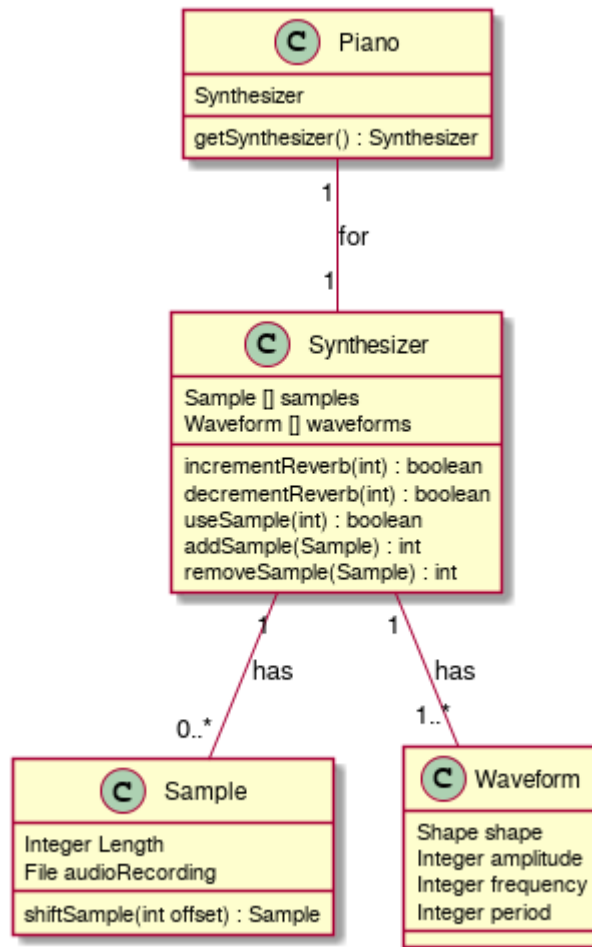 C Piano
Synthesizer
getSynthesizer() : Synthesizer
1
for
1
C Synthesizer
Sample [] samples
Waveform [] waveforms
incrementReverb(int) : boolean
decrementReverb(int) : boolean
useSample(int) : boolean
addSample(Sample) : int
removeSample(Sample) : int
1
has
0..*
1
has
1..*
C Sample
Integer Length
File audioRecording
shiftSample(int offset) : Sample
C Waveform
Shape shape
Integer amplitude
Integer frequency
Integer period